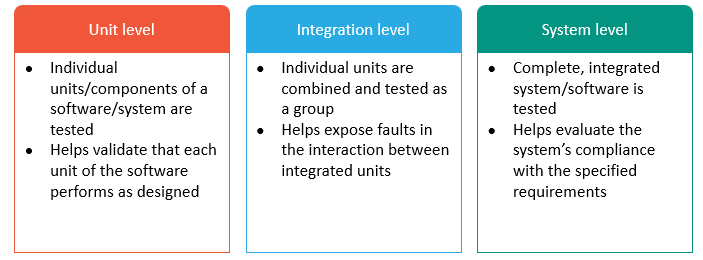 Unit level
● Individual
units/components of a
software/system are
tested
● Helps validate that each
unit of the software
performs as designed
Integration level
● Individual units are
combined and tested as
a group
● Helps expose faults in
the interaction between
integrated units
System level
● Complete, integrated
system/software is
tested
● Helps evaluate the
system's compliance
with the specified
requirements